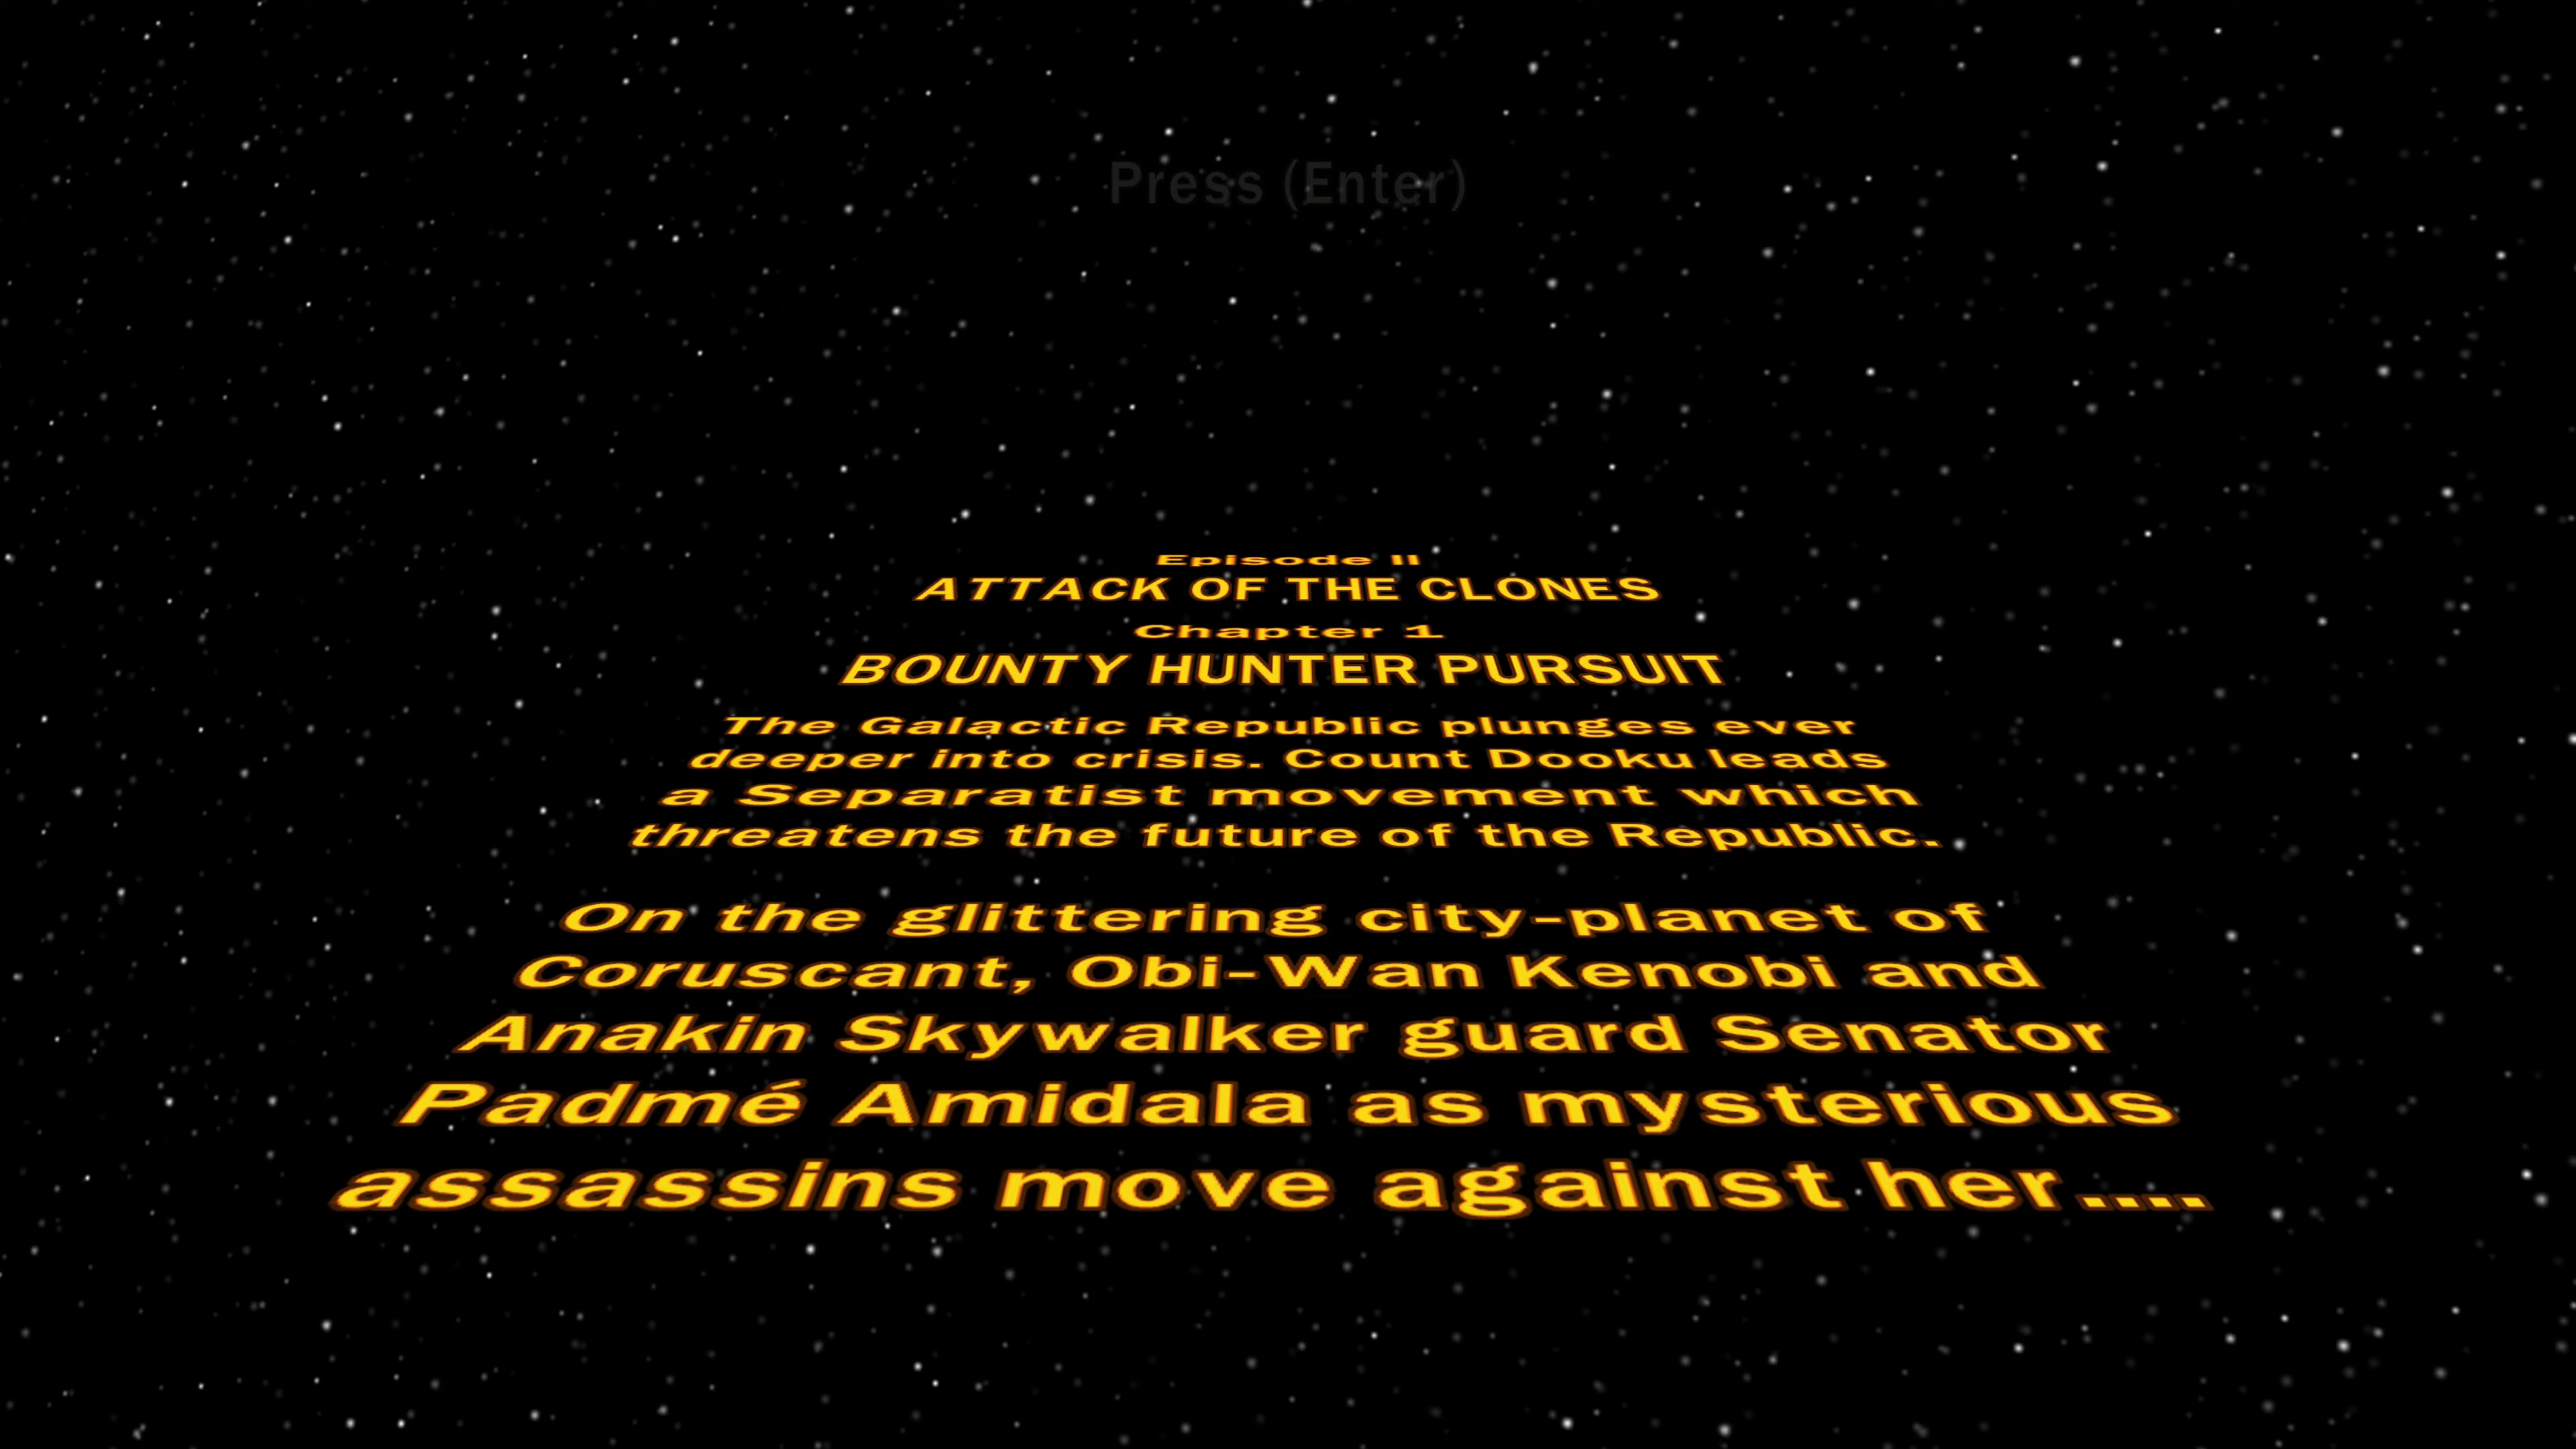 Press (Enter)
Episode II
ATTACK OF THE CLONES
Chapter 1
BOUNTY HUNTER PURSUIT
The Galactic Republic plunges ever
deeper into crisis. Count Dooku leads
a Separatist movement which
threatens the future of the Republic.
On the glittering city-planet of
Coruscant, Obi-Wan Kenobi and
Anakin Skywalker guard Senator
Padmé Amidala as mysterious
assassins move against her....